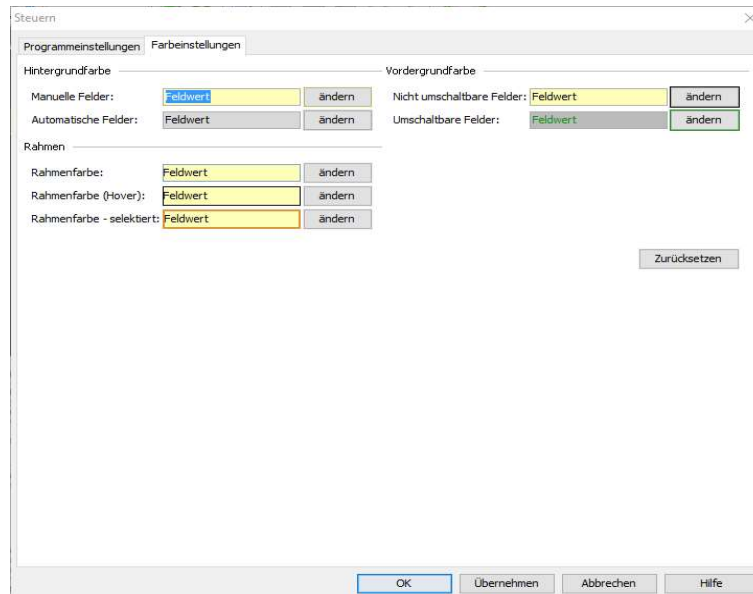 Steuern
Programmeinstellungen Farbeinstellungen
Hintergrundfarbe Vordergrundfarbe
Manuelle Felder: Feldwert ändern Nicht umschaltbare Felder: Feldwert ändern
Automatische Felder: Feldwert ändern Umschaltbare Felder: Feldwert ändern
Rahmen
Rahmenfarbe: Feldwert ändern
Rahmenfarbe (Hover): Feldwert ändern
Rahmenfarbe - selektiert: Feldwert ändern
Zurücksetzen
OK Übernehmen Abbrechen Hilfe